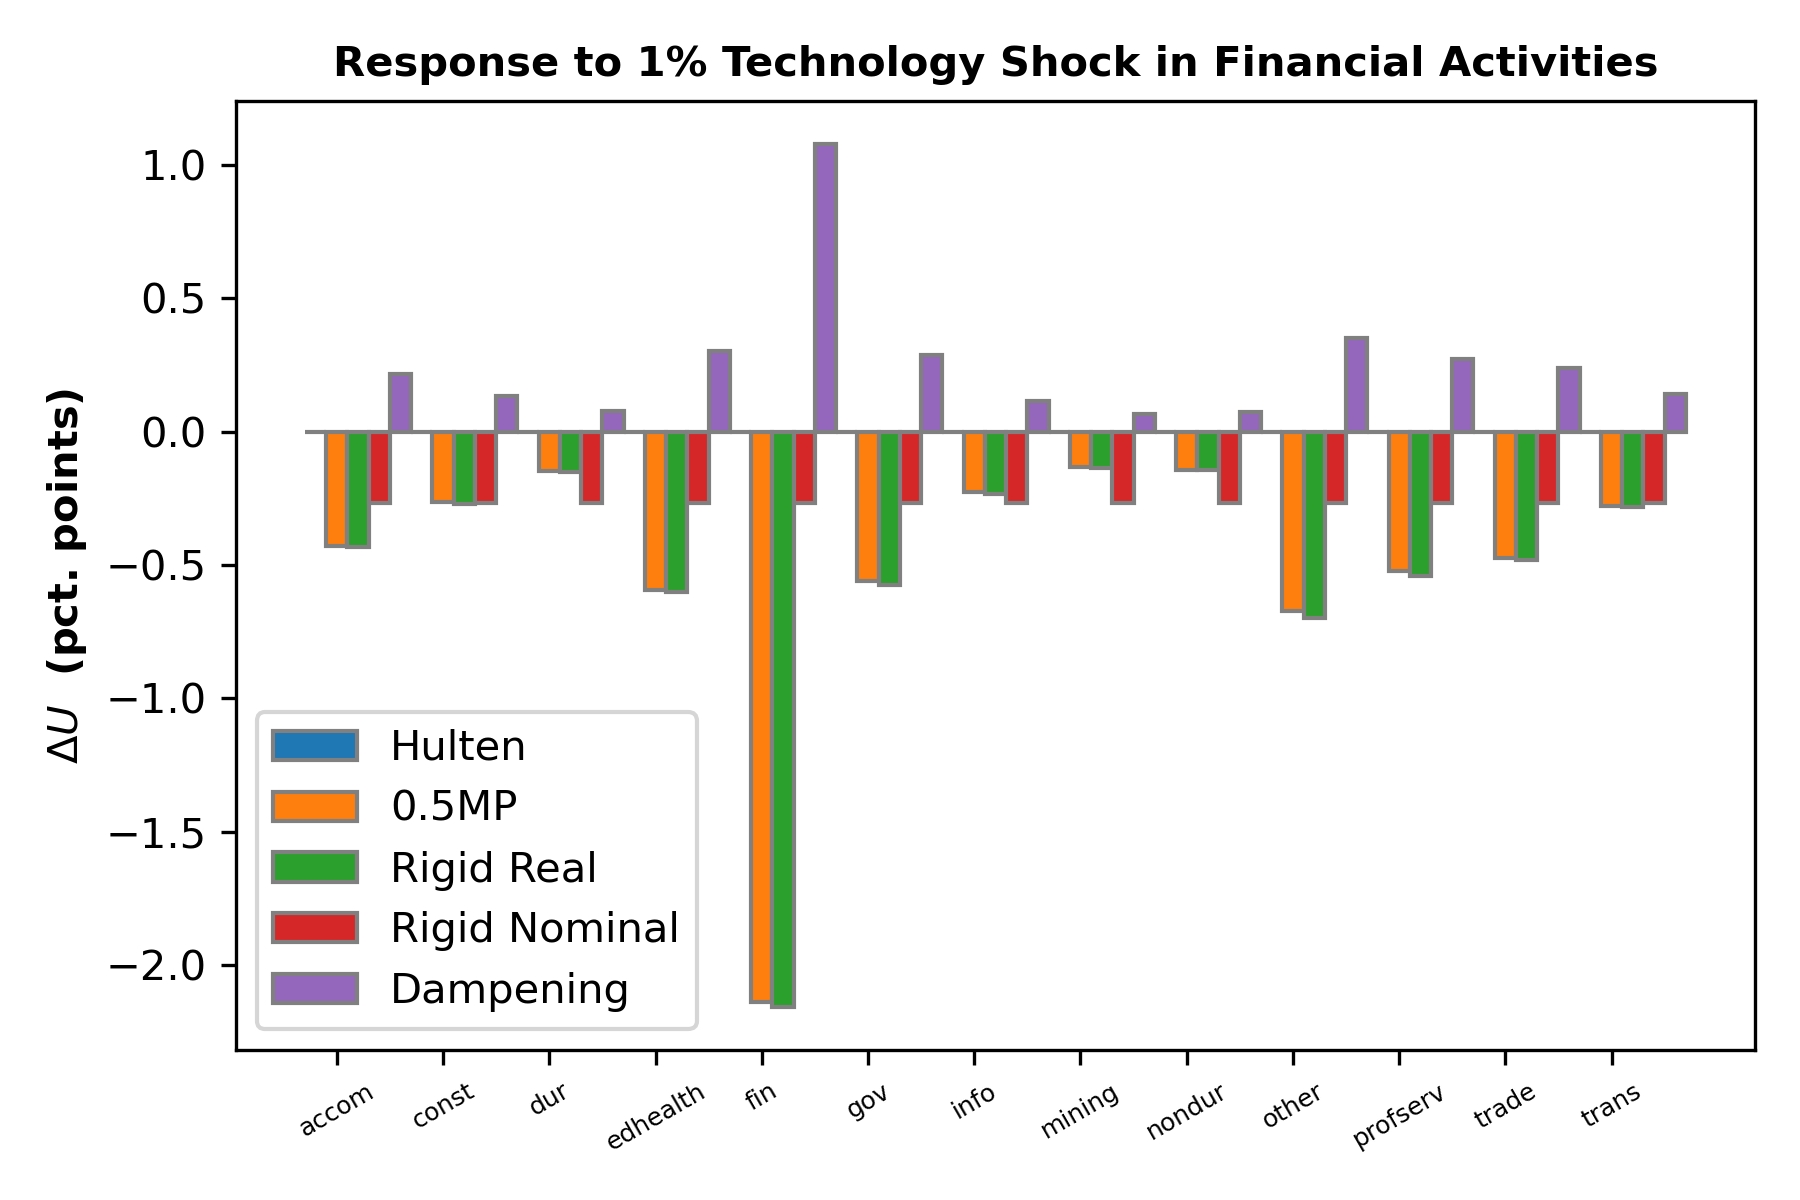 Response to 1% Technology Shock in Financial Activities
ΔU (pct. points)
1.0
0.5
0.0
−0.5
−1.0
−1.5
−2.0
Hulten
0.5MP
Rigid Real
Rigid Nominal
Dampening
accom
const
dur
edhealth
fin
gov
info
mining
nondur
other
profserv
trade
trans